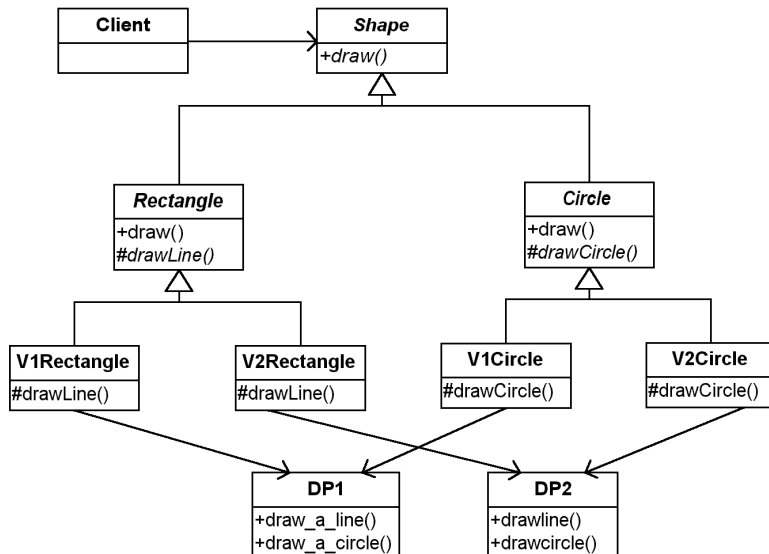 Client
Shape
+draw()
Rectangle
+draw()
#drawLine()
Circle
+draw()
#drawCircle()
V1Rectangle
#drawLine()
V2Rectangle
#drawLine()
V1Circle
#drawCircle()
V2Circle
#drawCircle()
DP1
+draw_a_line()
+draw_a_circle()
DP2
+drawline()
+drawcircle()